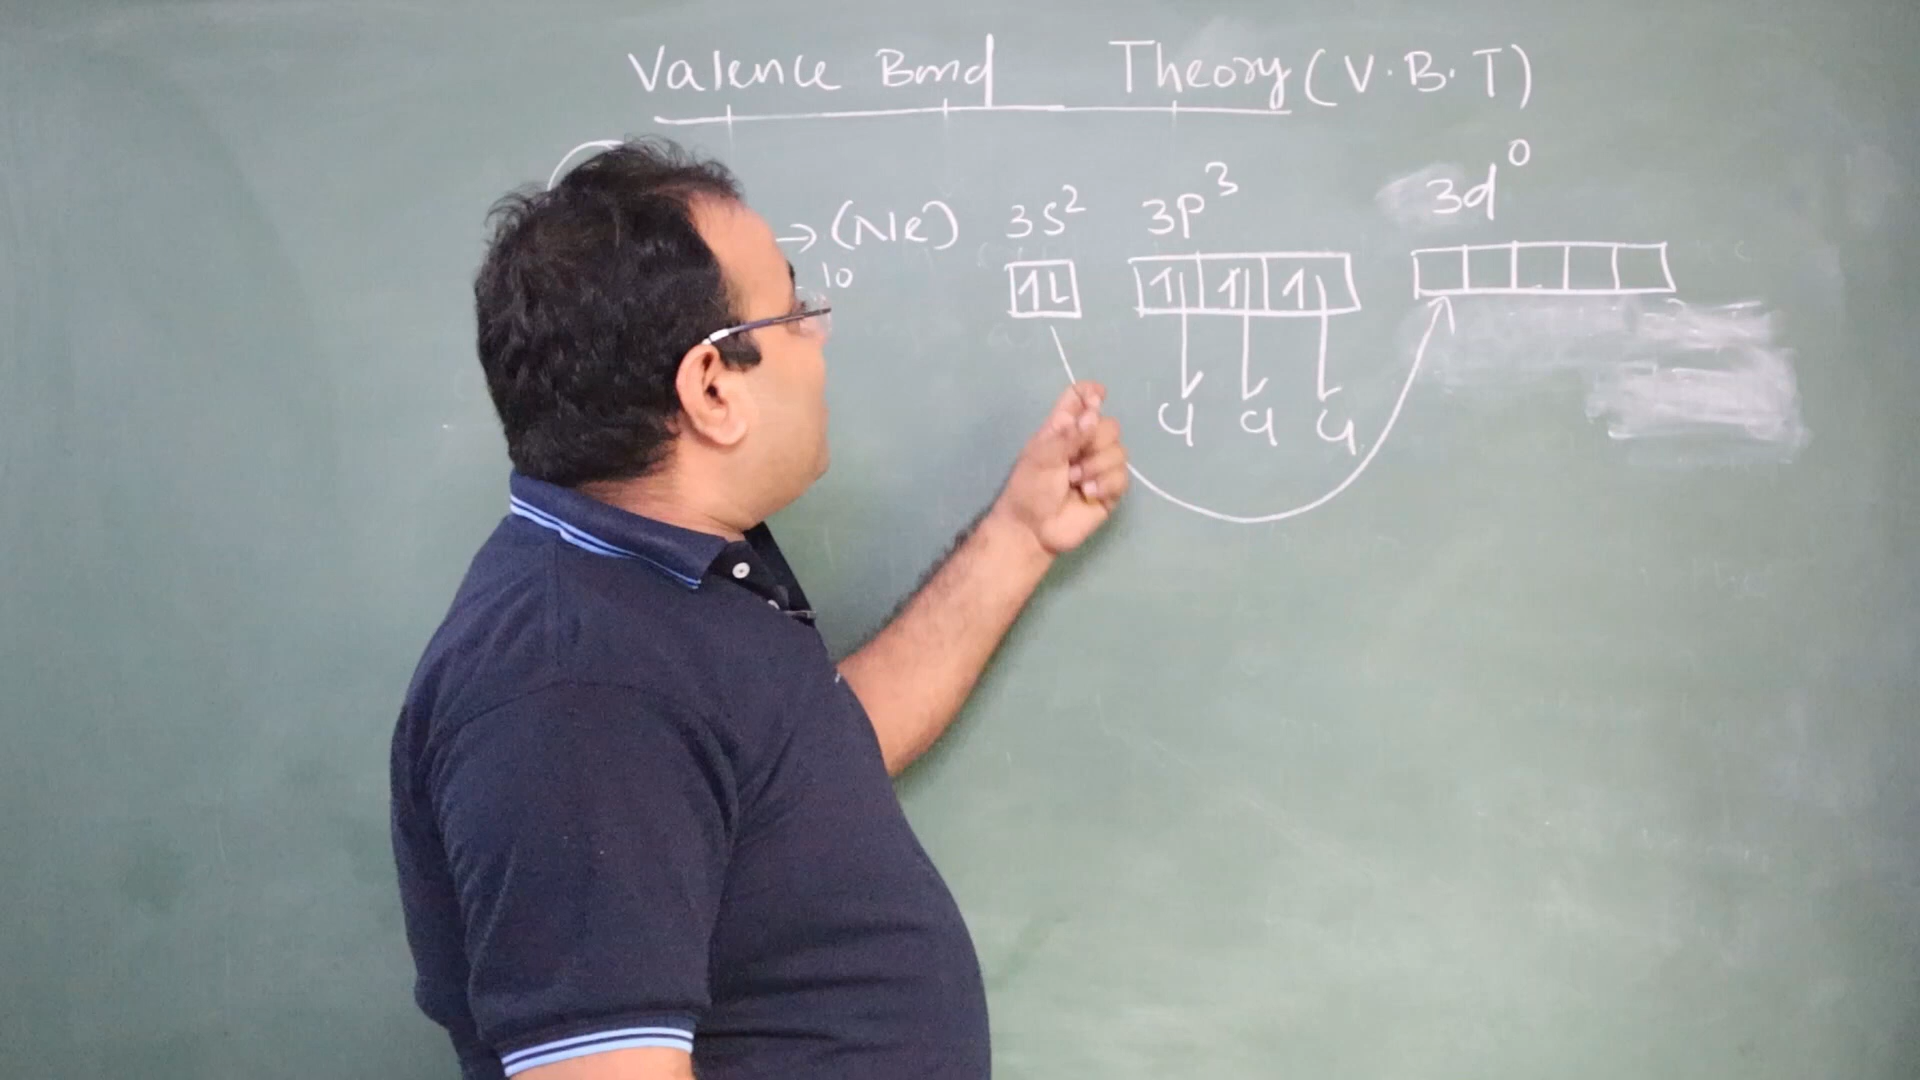 Valence Bond Theory (V.B.T)
→ (Ne) 3s² 3p³ 3d⁰
10
1L 1 1 1
Cl Cl Cl